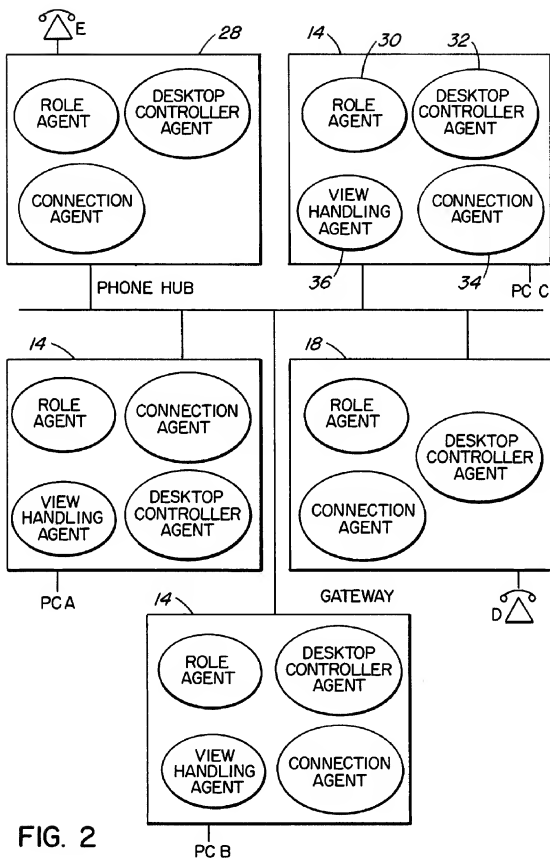 E
28
ROLE
AGENT
DESKTOP
CONTROLLER
AGENT
CONNECTION
AGENT
PHONE HUB
14
30
32
ROLE
AGENT
DESKTOP
CONTROLLER
AGENT
VIEW
HANDLING
AGENT
CONNECTION
AGENT
36
34
PC C
14
ROLE
AGENT
CONNECTION
AGENT
VIEW
HANDLING
AGENT
DESKTOP
CONTROLLER
AGENT
PC A
18
ROLE
AGENT
DESKTOP
CONTROLLER
AGENT
CONNECTION
AGENT
GATEWAY
D
14
ROLE
AGENT
DESKTOP
CONTROLLER
AGENT
VIEW
HANDLING
AGENT
CONNECTION
AGENT
PC B
FIG. 2